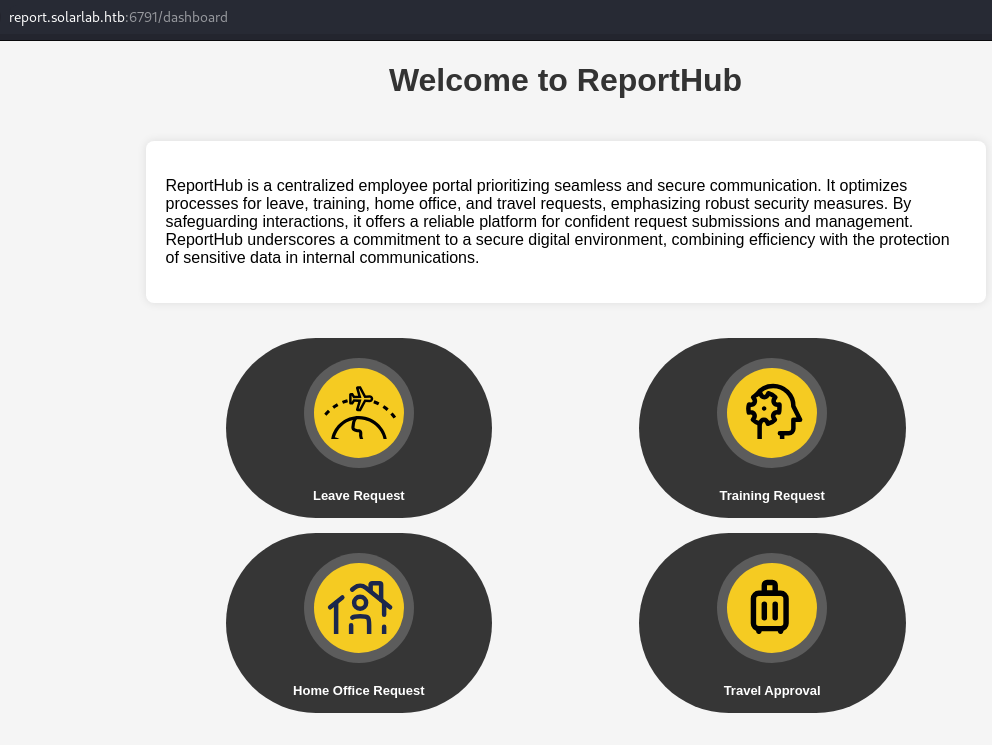 report.solarlab.htb:6791/dashboard
Welcome to ReportHub
ReportHub is a centralized employee portal prioritizing seamless and secure communication. It optimizes
processes for leave, training, home office, and travel requests, emphasizing robust security measures. By
safeguarding interactions, it offers a reliable platform for confident request submissions and management.
ReportHub underscores a commitment to a secure digital environment, combining efficiency with the protection
of sensitive data in internal communications.
Leave Request
Training Request
Home Office Request
Travel Approval